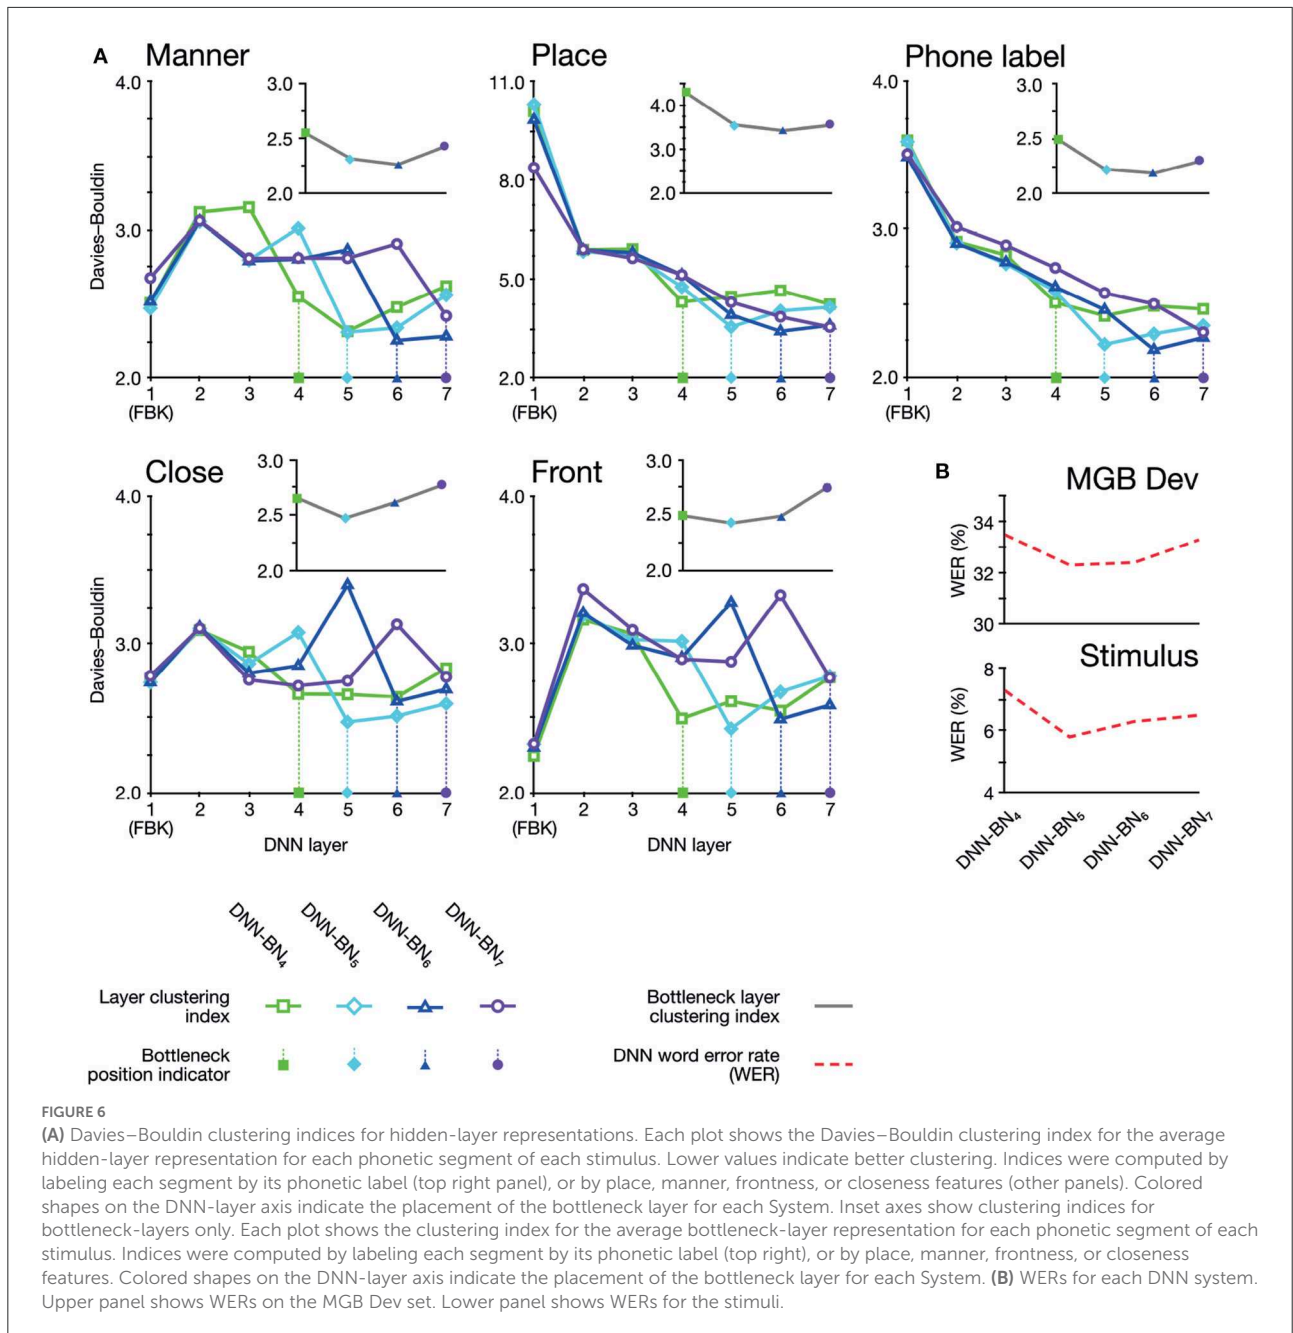 A
Manner
Place
Phone label
4.0
3.0
2.0
Davies–Bouldin
3.0
2.5
2.0
1
2
3
4
5
6
7
(FBK)
11.0
8.0
5.0
2.0
4.0
3.0
2.0
1
2
3
4
5
6
7
(FBK)
4.0
3.0
2.0
3.0
2.5
2.0
1
2
3
4
5
6
7
(FBK)
Close
Front
4.0
3.0
2.0
Davies–Bouldin
3.0
2.5
2.0
1
2
3
4
5
6
7
(FBK)
DNN layer
4.0
3.0
2.0
3.0
2.5
2.0
1
2
3
4
5
6
7
(FBK)
DNN layer
B
MGB Dev
34
32
30
WER (%)
Stimulus
8
6
4
WER (%)
DNN-BN4
DNN-BN5
DNN-BN6
DNN-BN7
DNN-BN4
DNN-BN5
DNN-BN6
DNN-BN7
Layer clustering
index
Bottleneck
position indicator
Bottleneck layer
clustering index
DNN word error rate
(WER)
FIGURE 6
(A) Davies–Bouldin clustering indices for hidden-layer representations. Each plot shows the Davies–Bouldin clustering index for the average
hidden-layer representation for each phonetic segment of each stimulus. Lower values indicate better clustering. Indices were computed by
labeling each segment by its phonetic label (top right panel), or by place, manner, frontness, or closeness features (other panels). Colored
shapes on the DNN-layer axis indicate the placement of the bottleneck layer for each System. Inset axes show clustering indices for
bottleneck-layers only. Each plot shows the clustering index for the average bottleneck-layer representation for each phonetic segment of each
stimulus. Indices were computed by labeling each segment by its phonetic label (top right), or by place, manner, frontness, or closeness
features. Colored shapes on the DNN-layer axis indicate the placement of the bottleneck layer for each System. (B) WERs for each DNN system.
Upper panel shows WERs on the MGB Dev set. Lower panel shows WERs for the stimuli.